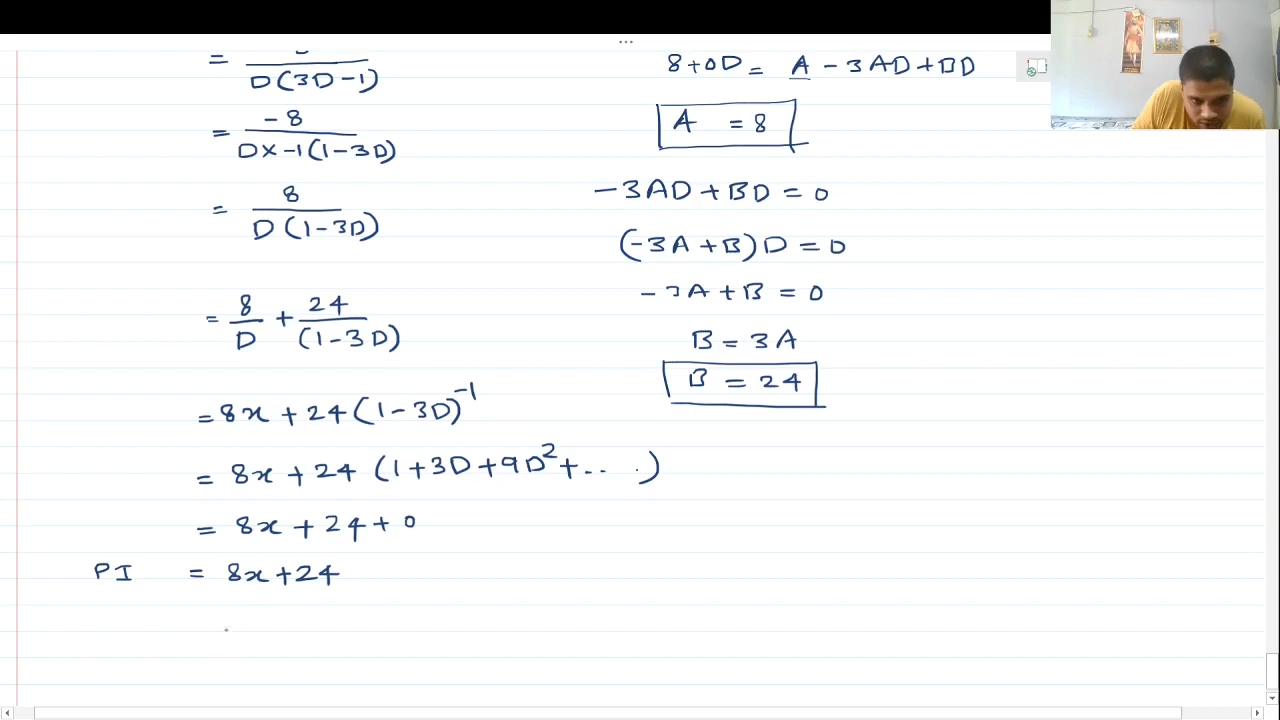 = / D(3D-1)
= -8 / Dx-1(1-3D)
= 8 / D(1-3D)
= 8/D + 24/(1-3D)
= 8x + 24(1-3D)^-1
= 8x + 24 (1+3D+9D^2+.. .)
= 8x + 24 + 0
PI = 8x+24
8+0D = A - 3AD+BD
A = 8
-3AD + BD = 0
(-3A + B)D = 0
-3A + B = 0
B = 3A
B = 24